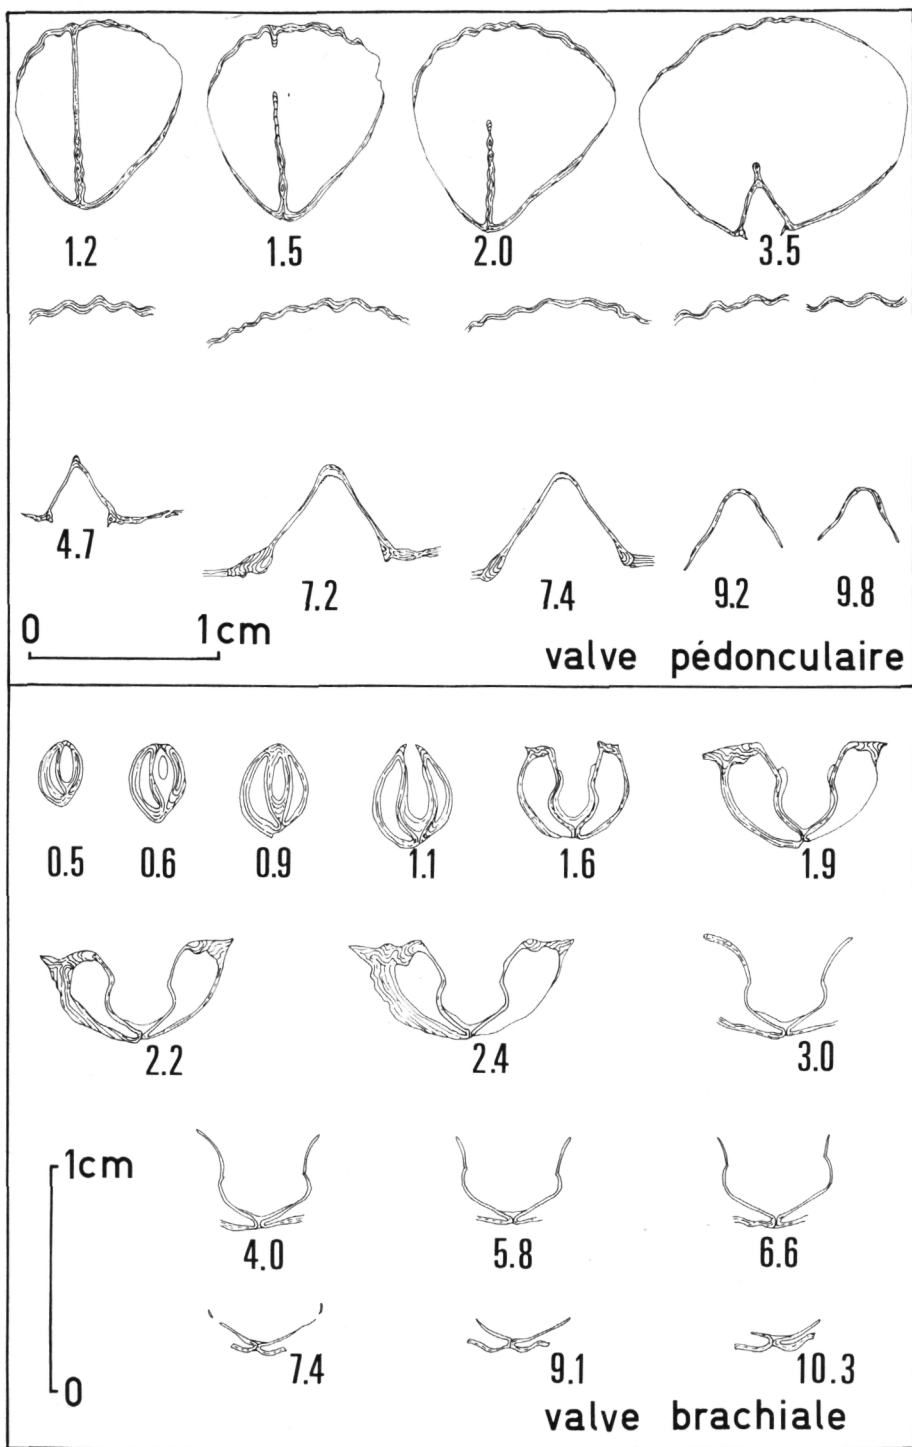 1.2 1.5 2.0 3.5
4.7 7.2 7.4 9.2 9.8
0 1cm
valve pédonculaire
0.5 0.6 0.9 1.1 1.6 1.9
2.2 2.4 3.0
1cm
4.0 5.8 6.6
7.4 9.1 10.3
0
valve brachiale